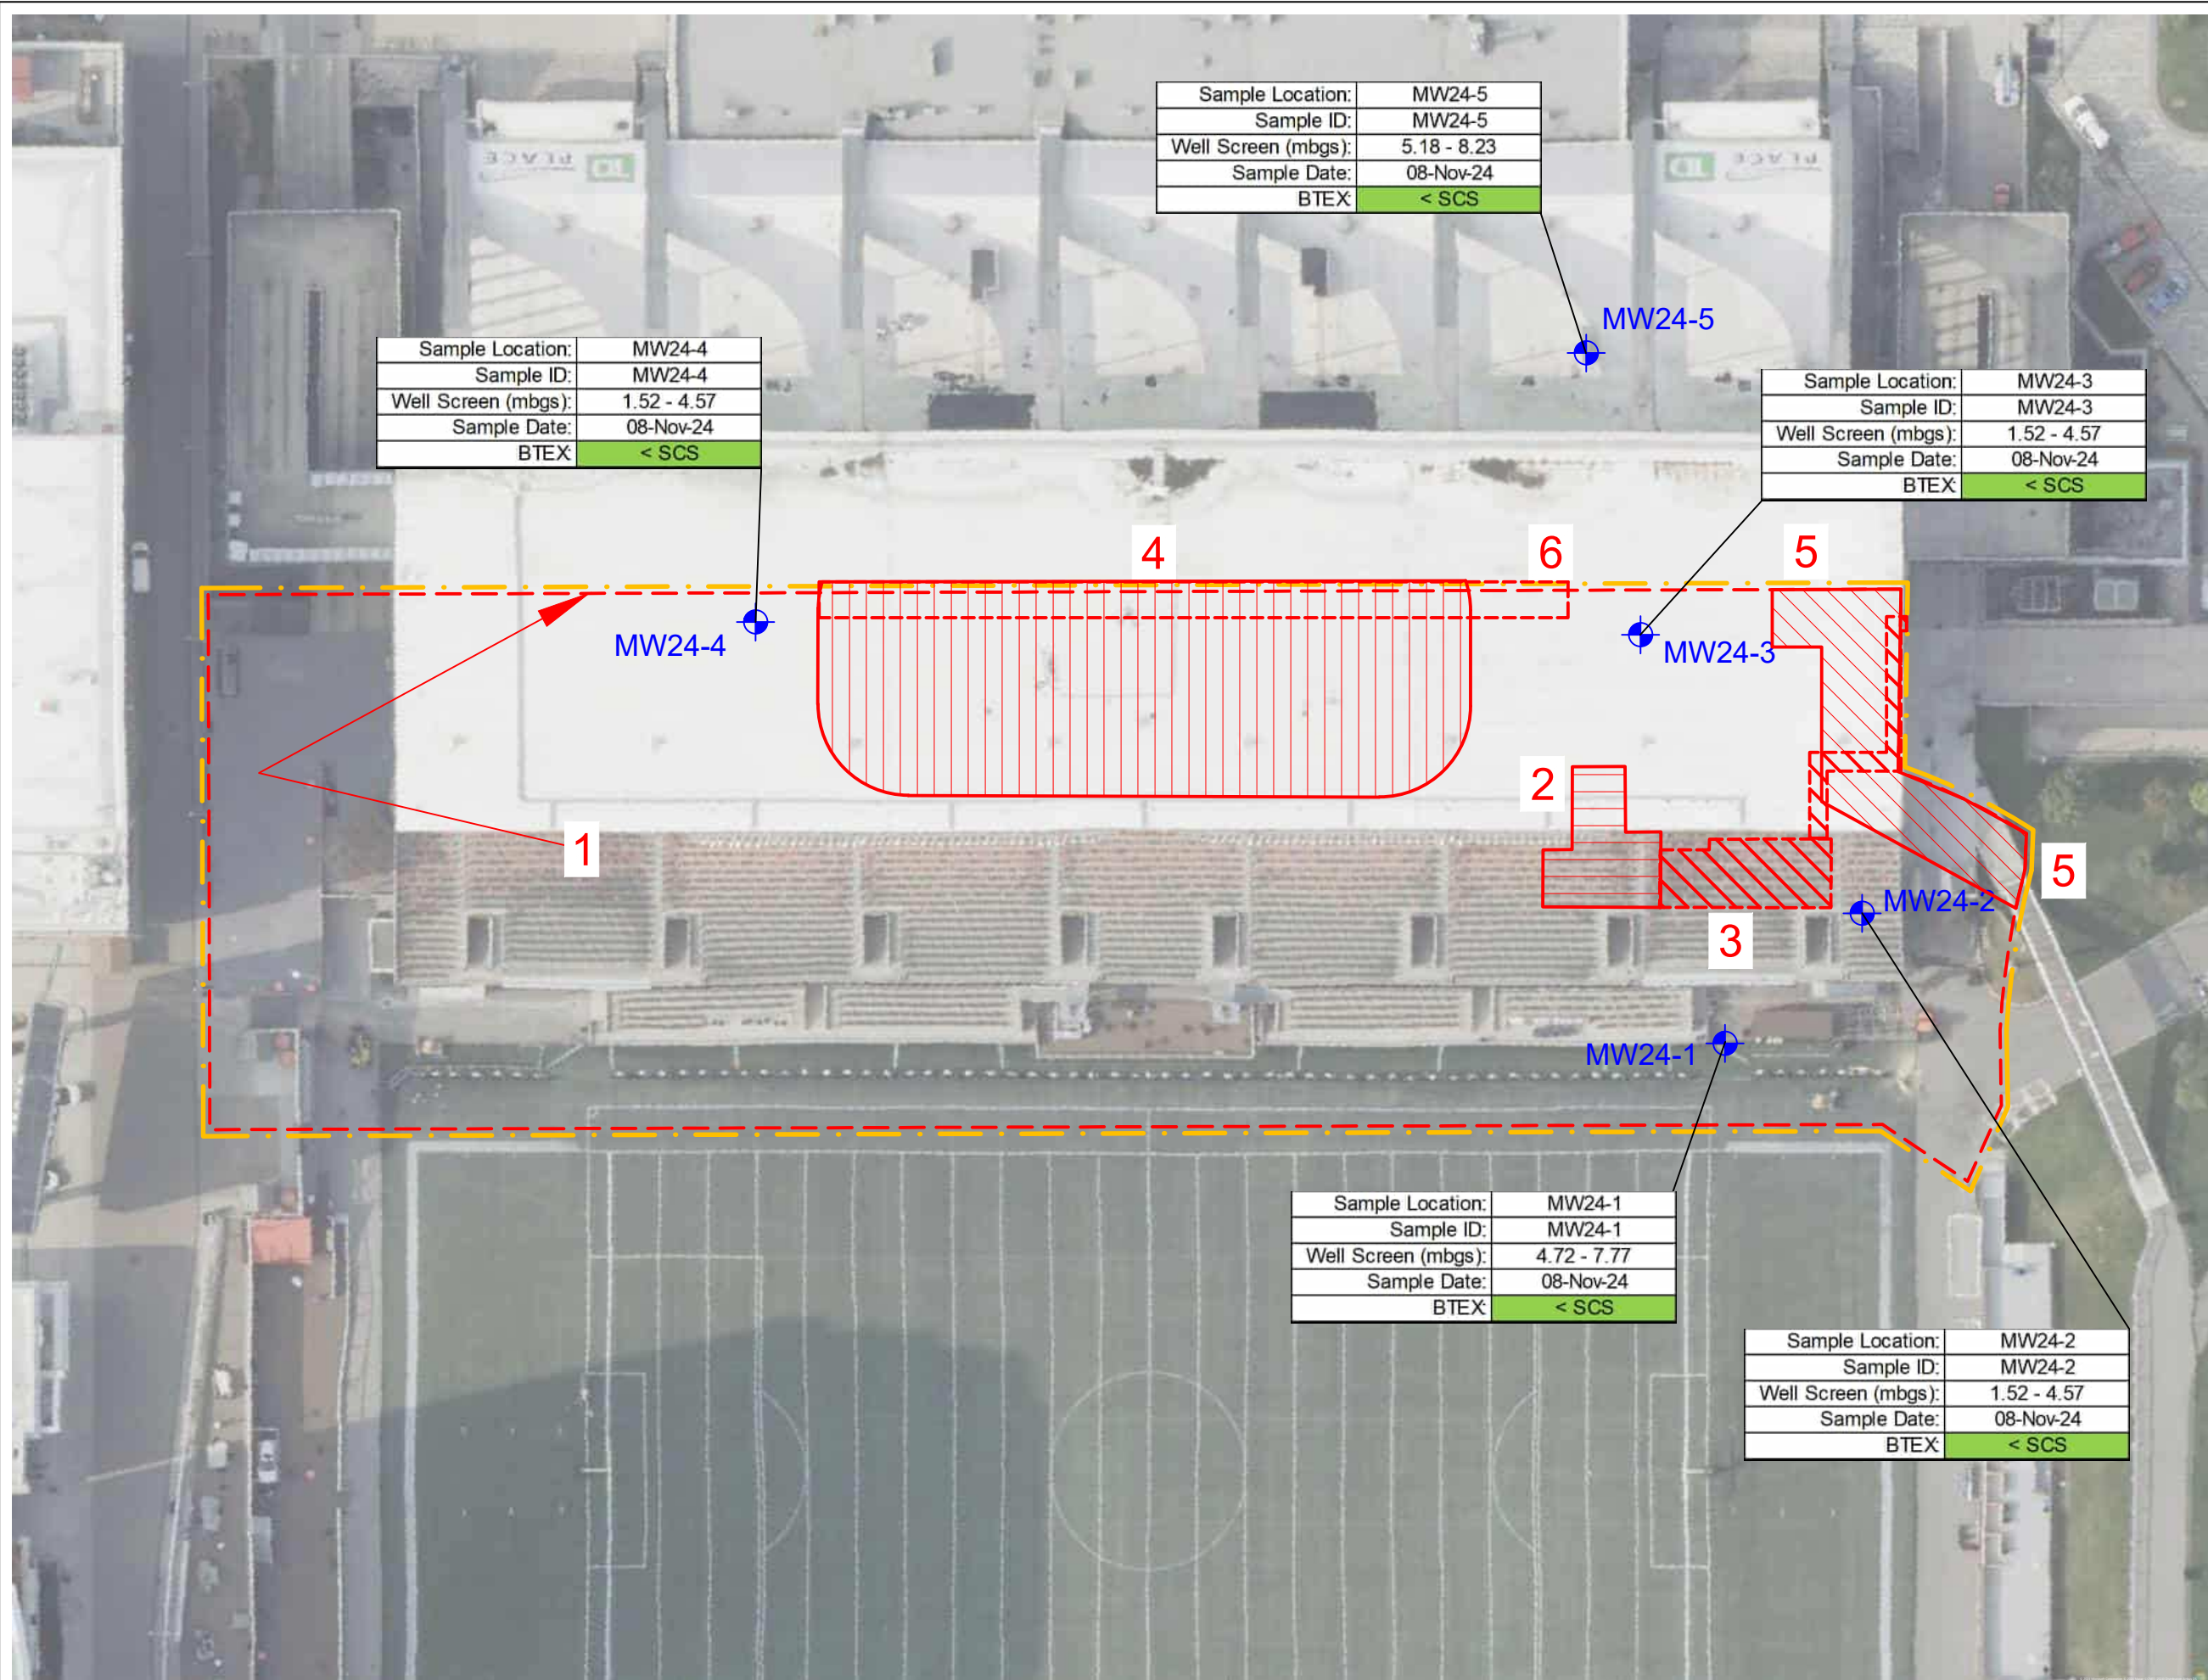 Sample Location: MW24-5
Sample ID: MW24-5
Well Screen (mbgs): 5.18 - 8.23
Sample Date: 08-Nov-24
BTEX: < SCS
TD PLACE
TD PLACE
MW24-5
Sample Location: MW24-4
Sample ID: MW24-4
Well Screen (mbgs): 1.52 - 4.57
Sample Date: 08-Nov-24
BTEX: < SCS
Sample Location: MW24-3
Sample ID: MW24-3
Well Screen (mbgs): 1.52 - 4.57
Sample Date: 08-Nov-24
BTEX: < SCS
4
6
5
MW24-4
MW24-3
2
1
5
MW24-2
3
MW24-1
Sample Location: MW24-1
Sample ID: MW24-1
Well Screen (mbgs): 4.72 - 7.77
Sample Date: 08-Nov-24
BTEX: < SCS
Sample Location: MW24-2
Sample ID: MW24-2
Well Screen (mbgs): 1.52 - 4.57
Sample Date: 08-Nov-24
BTEX: < SCS